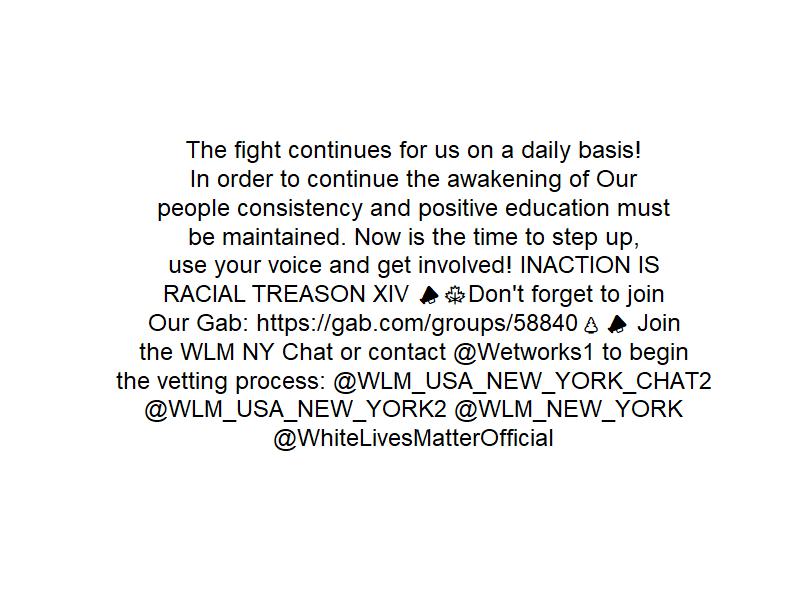 The fight continues for us on a daily basis!
In order to continue the awakening of Our
people consistency and positive education must
be maintained. Now is the time to step up,
use your voice and get involved! INACTION IS
RACIAL TREASON XIV 📣🍁Don't forget to join
Our Gab: https://gab.com/groups/58840🌲📣 Join
the WLM NY Chat or contact @Wetworks1 to begin
the vetting process: @WLM_USA_NEW_YORK_CHAT2
@WLM_USA_NEW_YORK2 @WLM_NEW_YORK
@WhiteLivesMatterOfficial